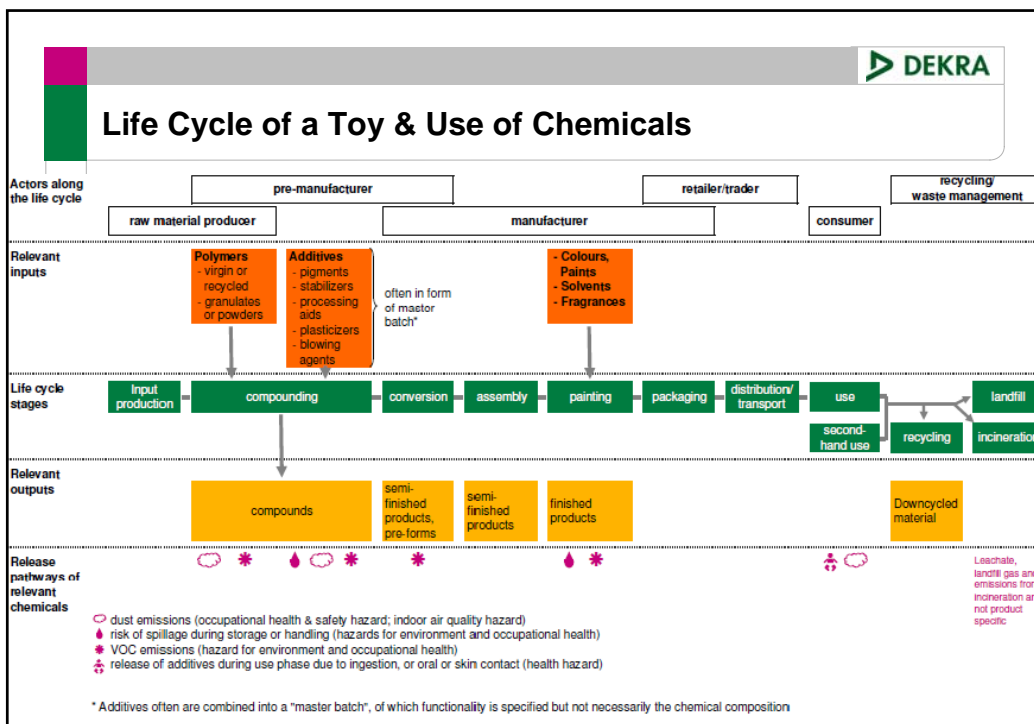 DEKRA
Life Cycle of a Toy & Use of Chemicals
Actors along
the life cycle
pre-manufacturer
retailer/trader
recycling/
waste management
raw material producer
manufacturer
consumer
Relevant
inputs
Polymers
- virgin or
recycled
- granulates
or powders
Additives
- pigments
- stabilizers
- processing
aids
- plasticizers
- blowing
agents
often in form
of master
batch*
- Colours,
Paints
- Solvents
- Fragrances
Life cycle
stages
Input
production
compounding
conversion
assembly
painting
packaging
distribution/
transport
use
landfill
second-
hand use
recycling
incineration
Relevant
outputs
compounds
semi-
finished
products,
pre-forms
semi-
finished
products
finished
products
Downcycled
material
Release
pathways of
relevant
chemicals
Leachate,
landfill gas and
emissions from
incineration ar
not product
specific
dust emissions (occupational health & safety hazard; indoor air quality hazard)
risk of spillage during storage or handling (hazards for environment and occupational health)
VOC emissions (hazard for environment and occupational health)
release of additives during use phase due to ingestion, or oral or skin contact (health hazard)
* Additives often are combined into a "master batch", of which functionality is specified but not necessarily the chemical composition